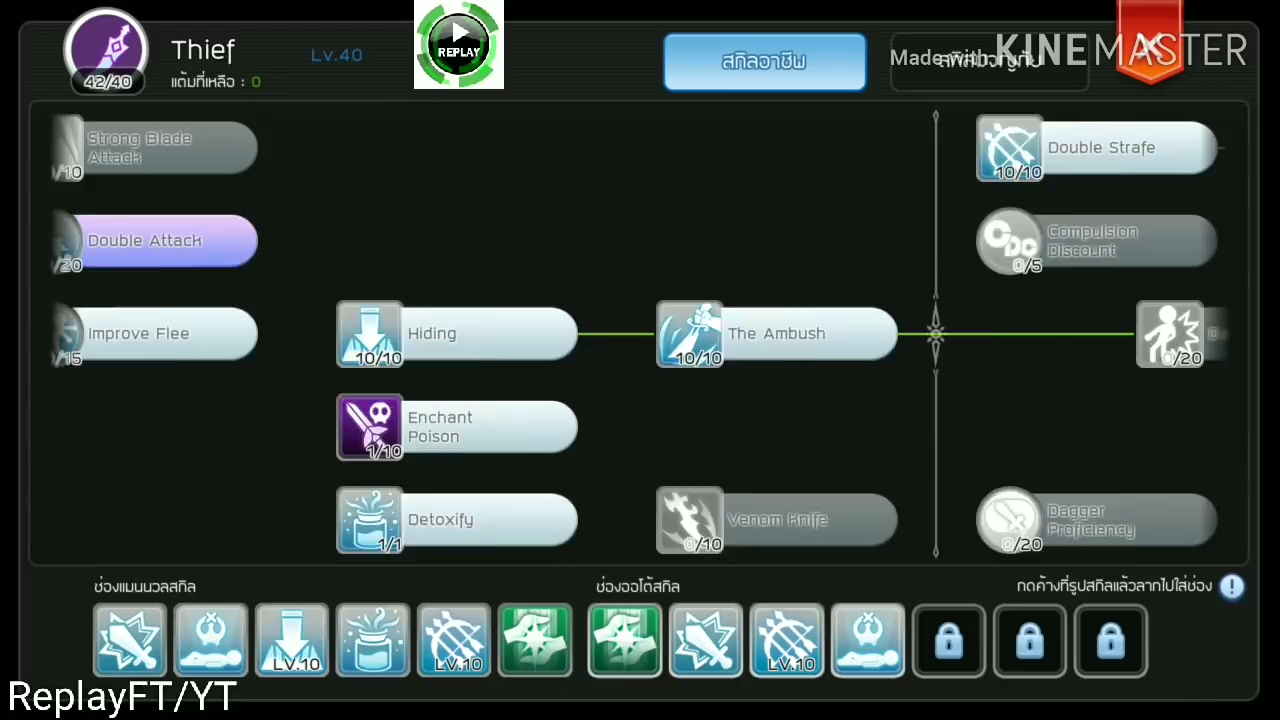 Thief
Lv.40
REPLAY
สกิลอาชีพ
Made with
KINEMASTER
42/40
แต้มที่เหลือ : 0
Strong Blade
Attack
/10
Double Strafe
10/10
Double Attack
/20
Compulsion
Discount
0/5
Improve Flee
/15
Hiding
10/10
The Ambush
10/10
0/20
Enchant
Poison
1/10
Detoxify
1/1
Venom Knife
0/10
Dagger
Proficiency
0/20
ช่องแมนนวลสกิล
ช่องออโต้สกิล
กดค้างที่รูปสกิลแล้วลากไปใส่ช่อง
LV.10
LV.10
LV.10
ReplayFT/YT